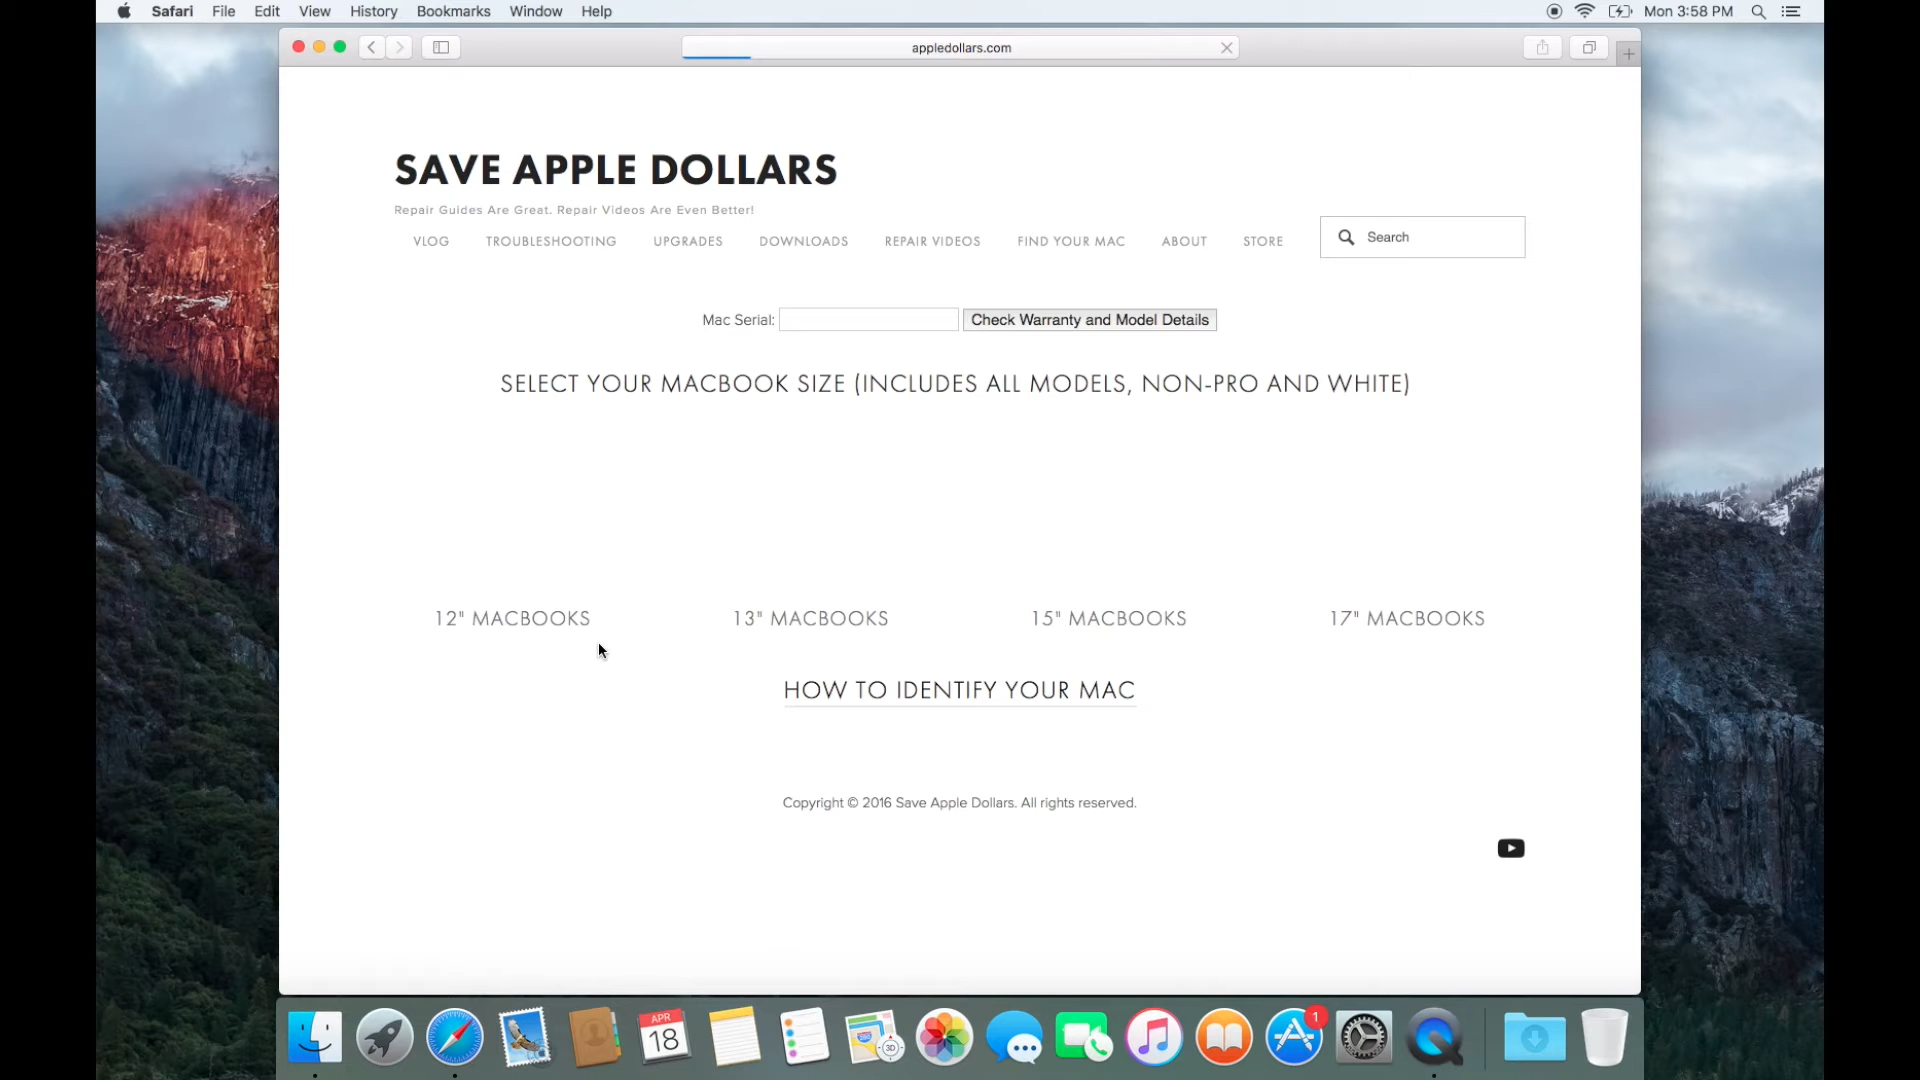 Safari File Edit View History Bookmarks Window Help Mon 3:58 PM
appledollars.com
SAVE APPLE DOLLARS
Repair Guides Are Great. Repair Videos Are Even Better!
VLOG TROUBLESHOOTING UPGRADES DOWNLOADS REPAIR VIDEOS FIND YOUR MAC ABOUT STORE Search
Mac Serial: Check Warranty and Model Details
SELECT YOUR MACBOOK SIZE (INCLUDES ALL MODELS, NON-PRO AND WHITE)
12" MACBOOKS 13" MACBOOKS 15" MACBOOKS 17" MACBOOKS
HOW TO IDENTIFY YOUR MAC
Copyright © 2016 Save Apple Dollars. All rights reserved.
APR 18 3D 1